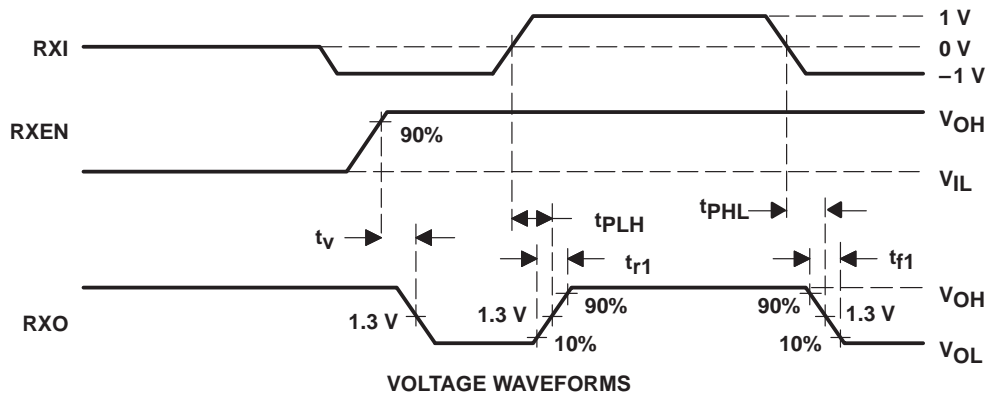 1 V
RXI
0 V
–1 V
RXEN
90%
VOH
VIL
tv
tPLH
tPHL
tr1
tf1
RXO
1.3 V
1.3 V
90%
10%
90%
1.3 V
10%
VOH
VOL
VOLTAGE WAVEFORMS